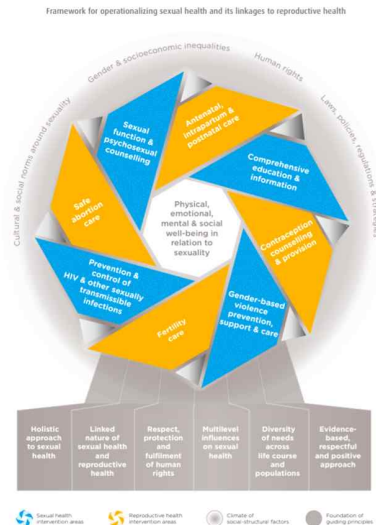 Framework for operationalizing sexual health and its linkages to reproductive health
Gender & socioeconomic inequalities
Human rights
Cultural & social norms around sexuality
Laws, policies, regulations & strategies
Sexual
function &
psychosexual
counselling
Antenatal,
intrapartum &
postnatal care
Comprehensive
education &
information
Safe
abortion
care
Physical,
emotional,
mental & social
well-being in
relation to
sexuality
Contraception
counselling
& provision
Prevention &
control of
HIV & other sexually
transmissible
infections
Gender-based
violence
prevention,
support & care
Fertility
care
Holistic
approach
to sexual
health
Linked
nature of
sexual health
and
reproductive
health
Respect,
protection
and
fulfilment
of human
rights
Multilevel
influences
on sexual
health
Diversity
of needs
across
life course
and
populations
Evidence-
based,
respectful
and positive
approach
Sexual health
intervention areas
Reproductive health
intervention areas
Climate of
social-structural factors
Foundation of
guiding principles